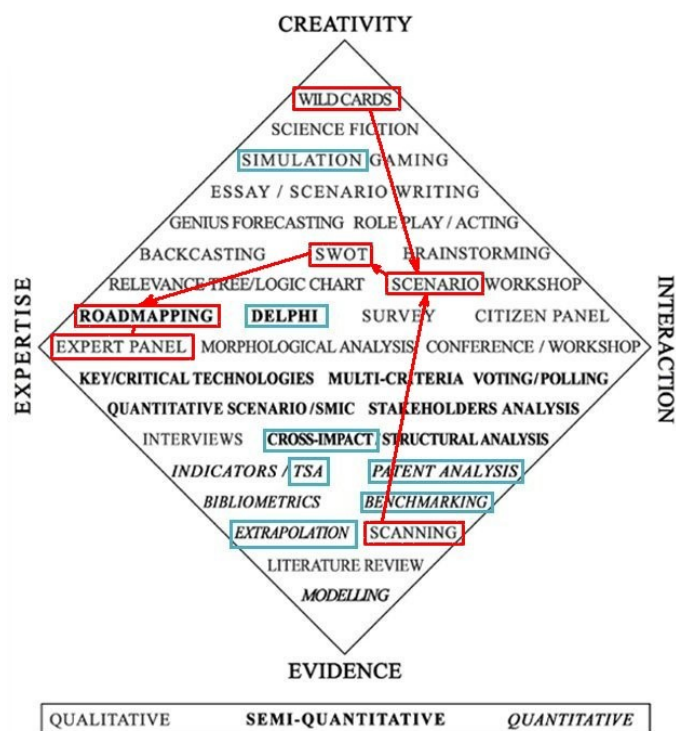 CREATIVITY
WILD CARDS
SCIENCE FICTION
SIMULATION GAMING
ESSAY / SCENARIO WRITING
GENIUS FORECASTING ROLE PLAY / ACTING
BACKCASTING SWOT BRAINSTORMING
RELEVANCE TREE/LOGIC CHART SCENARIO WORKSHOP
ROADMAPPING DELPHI SURVEY CITIZEN PANEL
EXPERT PANEL MORPHOLOGICAL ANALYSIS CONFERENCE / WORKSHOP
KEY/CRITICAL TECHNOLOGIES MULTI-CRITERIA VOTING/POLLING
QUANTITATIVE SCENARIO /SMIC STAKEHOLDERS ANALYSIS
INTERVIEWS CROSS-IMPACT/STRUCTURAL ANALYSIS
INDICATORS / TSA PATENT ANALYSIS
BIBLIOMETRICS BENCHMARKING
EXTRAPOLATION SCANNING
LITERATURE REVIEW
MODELLING
EXPERTISE
INTERACTION
EVIDENCE
QUALITATIVE SEMI-QUANTITATIVE QUANTITATIVE